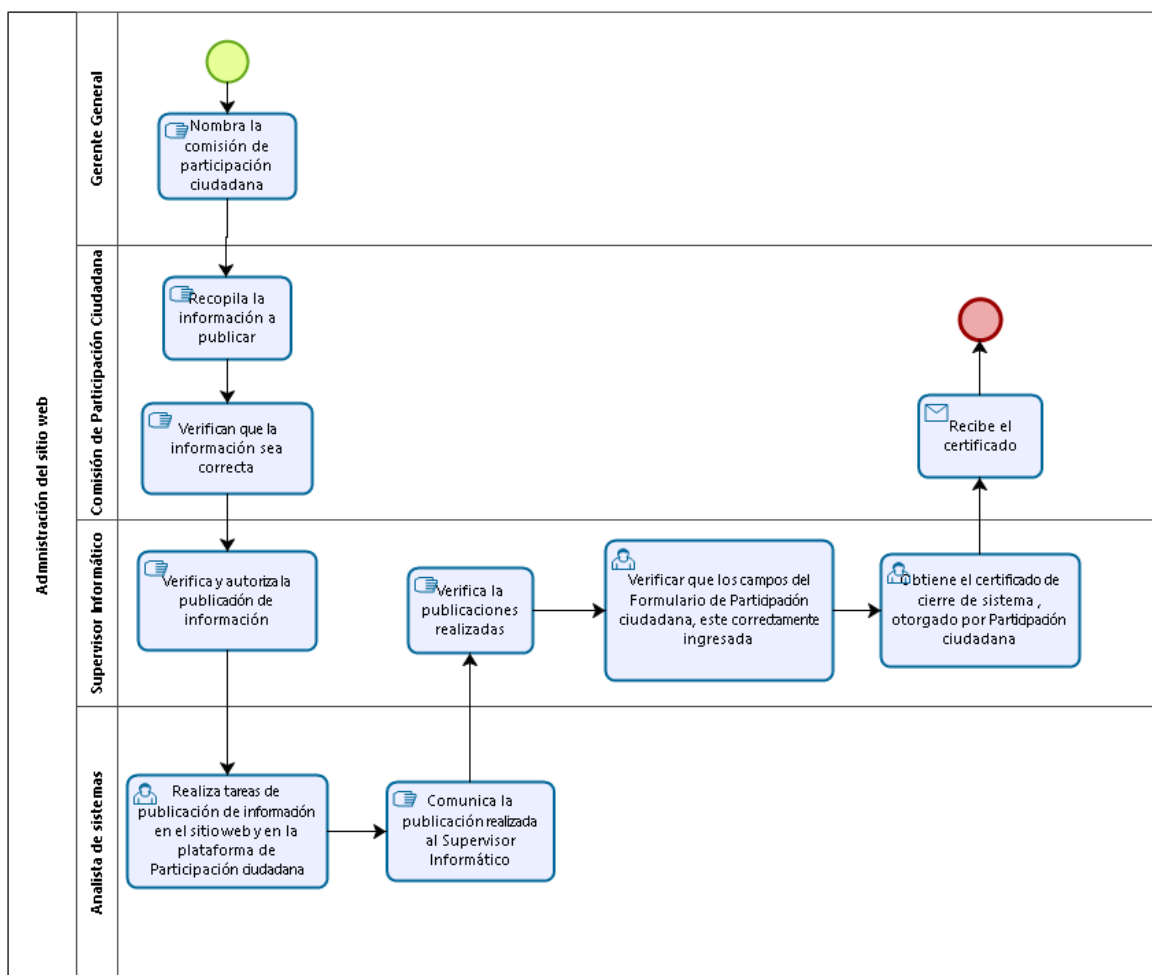 Admnistración del sitio web
Gerente General
Nombra la
comisión de
participación
ciudadana
Comisión de Participación Ciudadana
Recopila la
información a
publicar
Verifican que la
información sea
correcta
Recibe el
certificado
Supervisor Informático
Verifica y autoriza la
publicación de
información
Verifica la
publicaciones
realizadas
Verificar que los campos del
Formulario de Participación
ciudadana, este correctamente
ingresada
Obtiene el certificado de
cierre de sistema ,
otorgado por Participación
ciudadana
Analista de sistemas
Realiza tareas de
publicación de información
en el sitio web y en la
plataforma de
Participación ciudadana
Comunica la
publicación realizada
al Supervisor
Informático